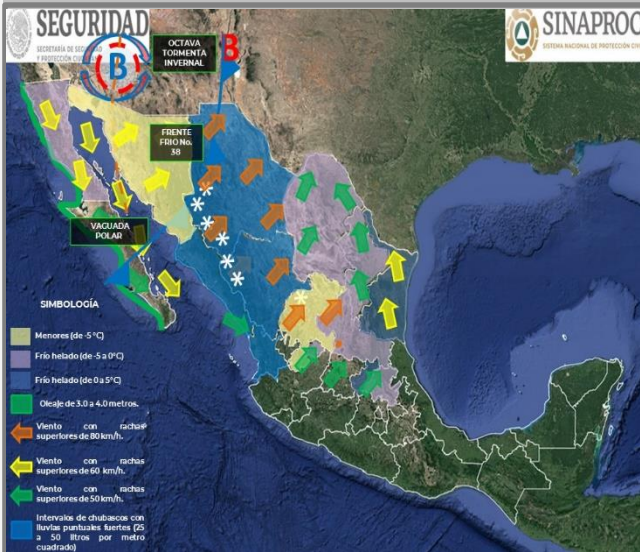 SEGURIDAD
SECRETARÍA DE SEGURIDAD
Y PROTECCIÓN CIUDADANA
B
OCTAVA
TORMENTA
INVERNAL
B
SINAPROC
SISTEMA NACIONAL DE PROTECCIÓN CIVIL
FRENTE
FRIO No.
38
VAGUADA
POLAR
SIMBOLOGÍA
Menores (de -5 °C)
Frío helado (de -5 a 0°C)
Frío helado (de 0 a 5°C)
Oleaje de 3.0 a 4.0 metros.
Viento con rachas
superiores de 80 km/h.
Viento con rachas
superiores de 60 km/h.
Viento con rachas
superiores de 50 km/h.
Intervalos de chubascos con
lluvias puntuales fuertes (25
a 50 litros por metro
cuadrado)